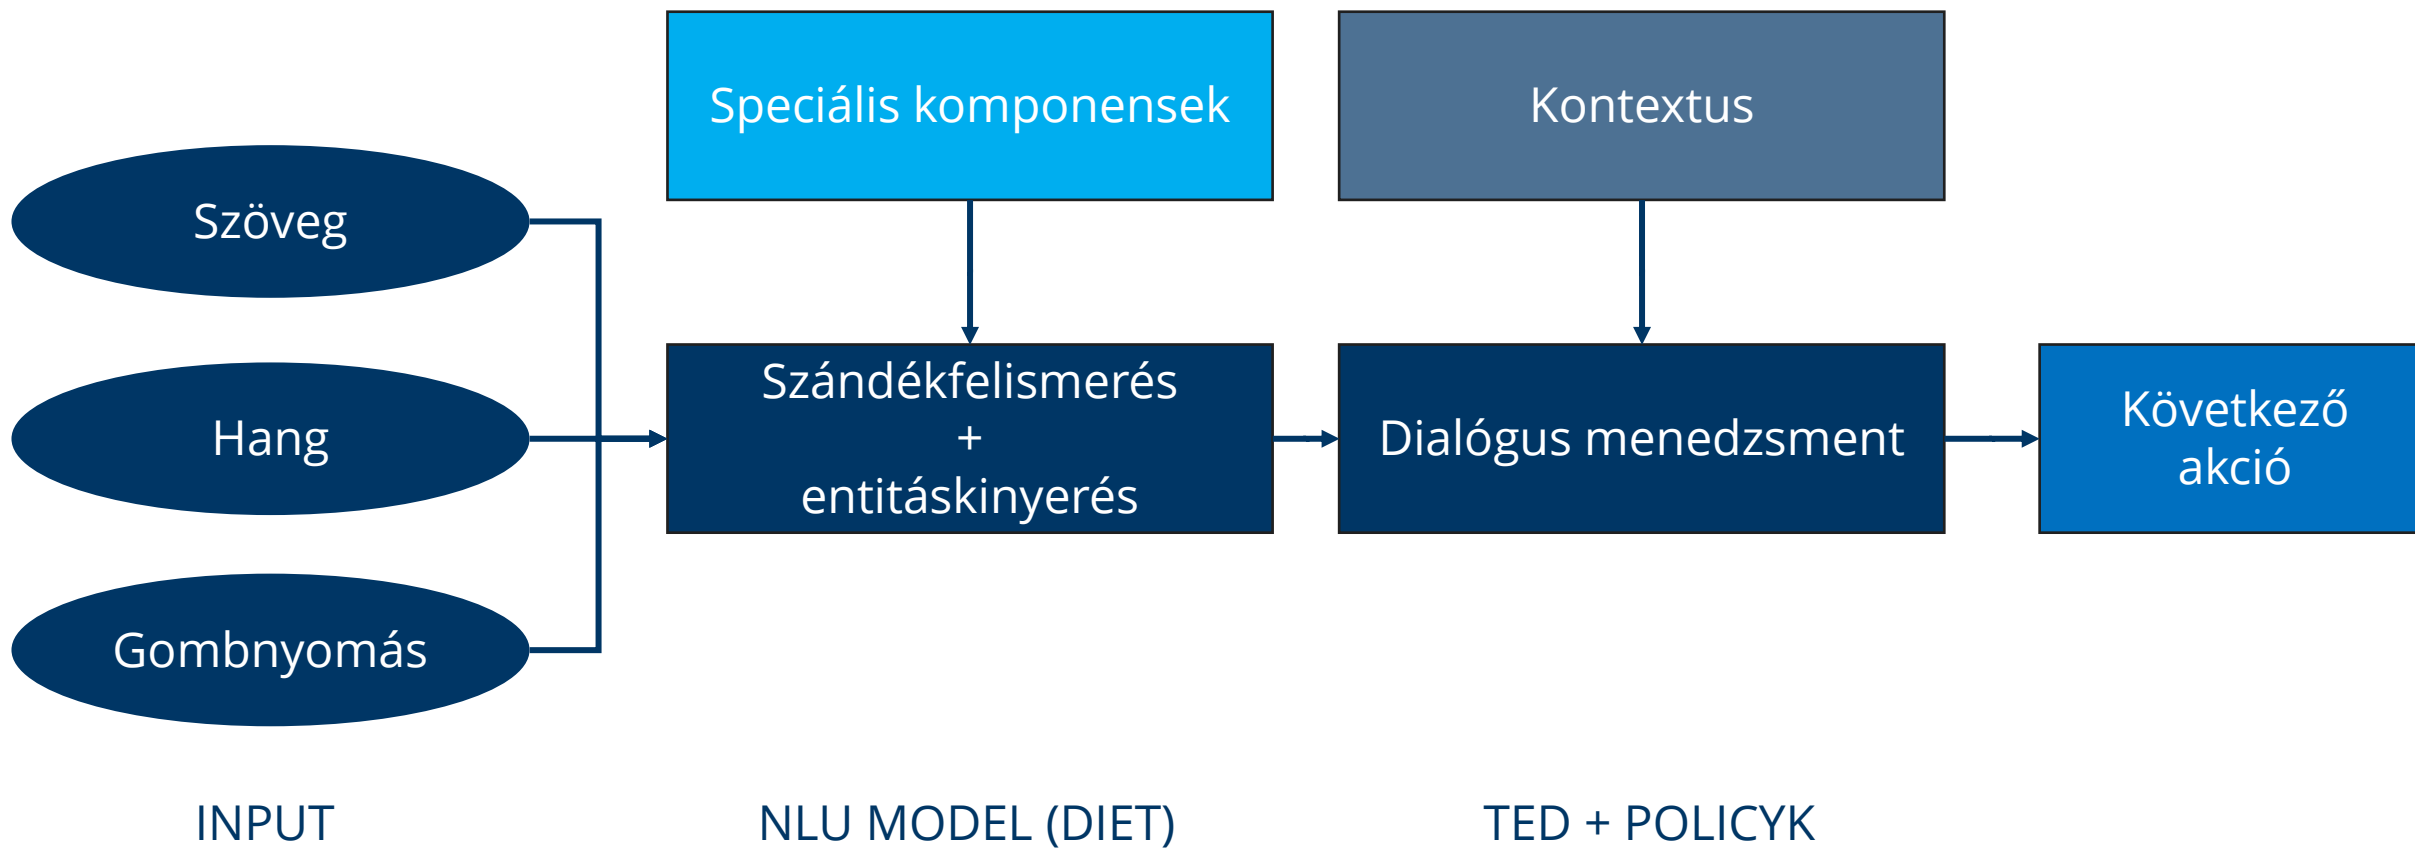 Speciális komponensek
Kontextus
Szöveg
Hang
Gombnyomás
Szándékfelismerés
+
entitáskinyerés
Dialógus menedzsment
Következő
akció
INPUT
NLU MODEL (DIET)
TED + POLICYK